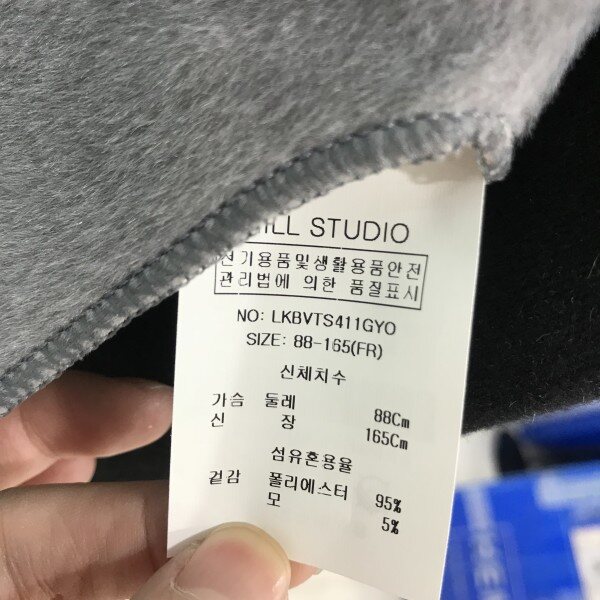 STUDIO
전기용품및생활용품안전
관리법에 의한 품질표시
NO: LKBVTS411GYO
SIZE: 88-165(FR)
신체치수
가슴 둘레 88Cm
신 장 165Cm
섬유혼용율
겉감 폴리에스터 95%
모 5%